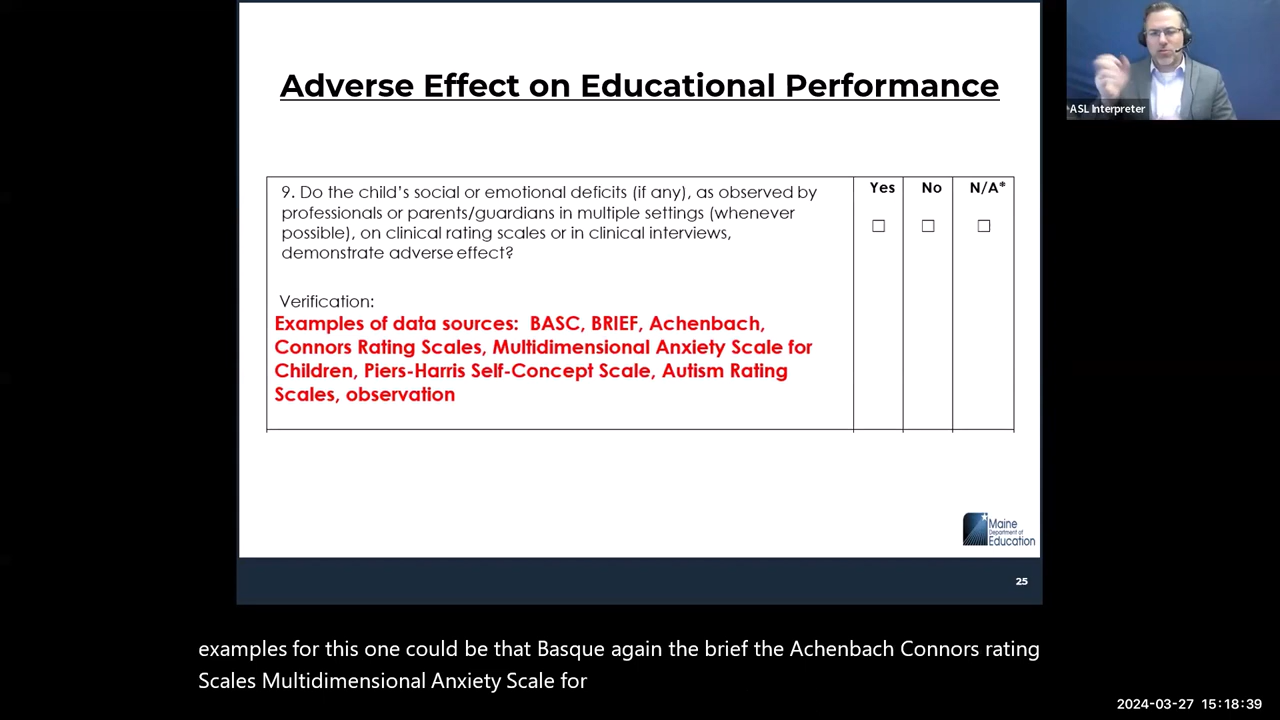 Adverse Effect on Educational Performance
ASL Interpreter
9. Do the child's social or emotional deficits (if any), as observed by
professionals or parents/guardians in multiple settings (whenever
possible), on clinical rating scales or in clinical interviews,
demonstrate adverse effect?
Yes No N/A*
☐ ☐ ☐
Verification:
Examples of data sources: BASC, BRIEF, Achenbach,
Connors Rating Scales, Multidimensional Anxiety Scale for
Children, Piers-Harris Self-Concept Scale, Autism Rating
Scales, observation
Maine
Department of
Education
25
examples for this one could be that Basque again the brief the Achenbach Connors rating
Scales Multidimensional Anxiety Scale for
2024-03-27 15:18:39